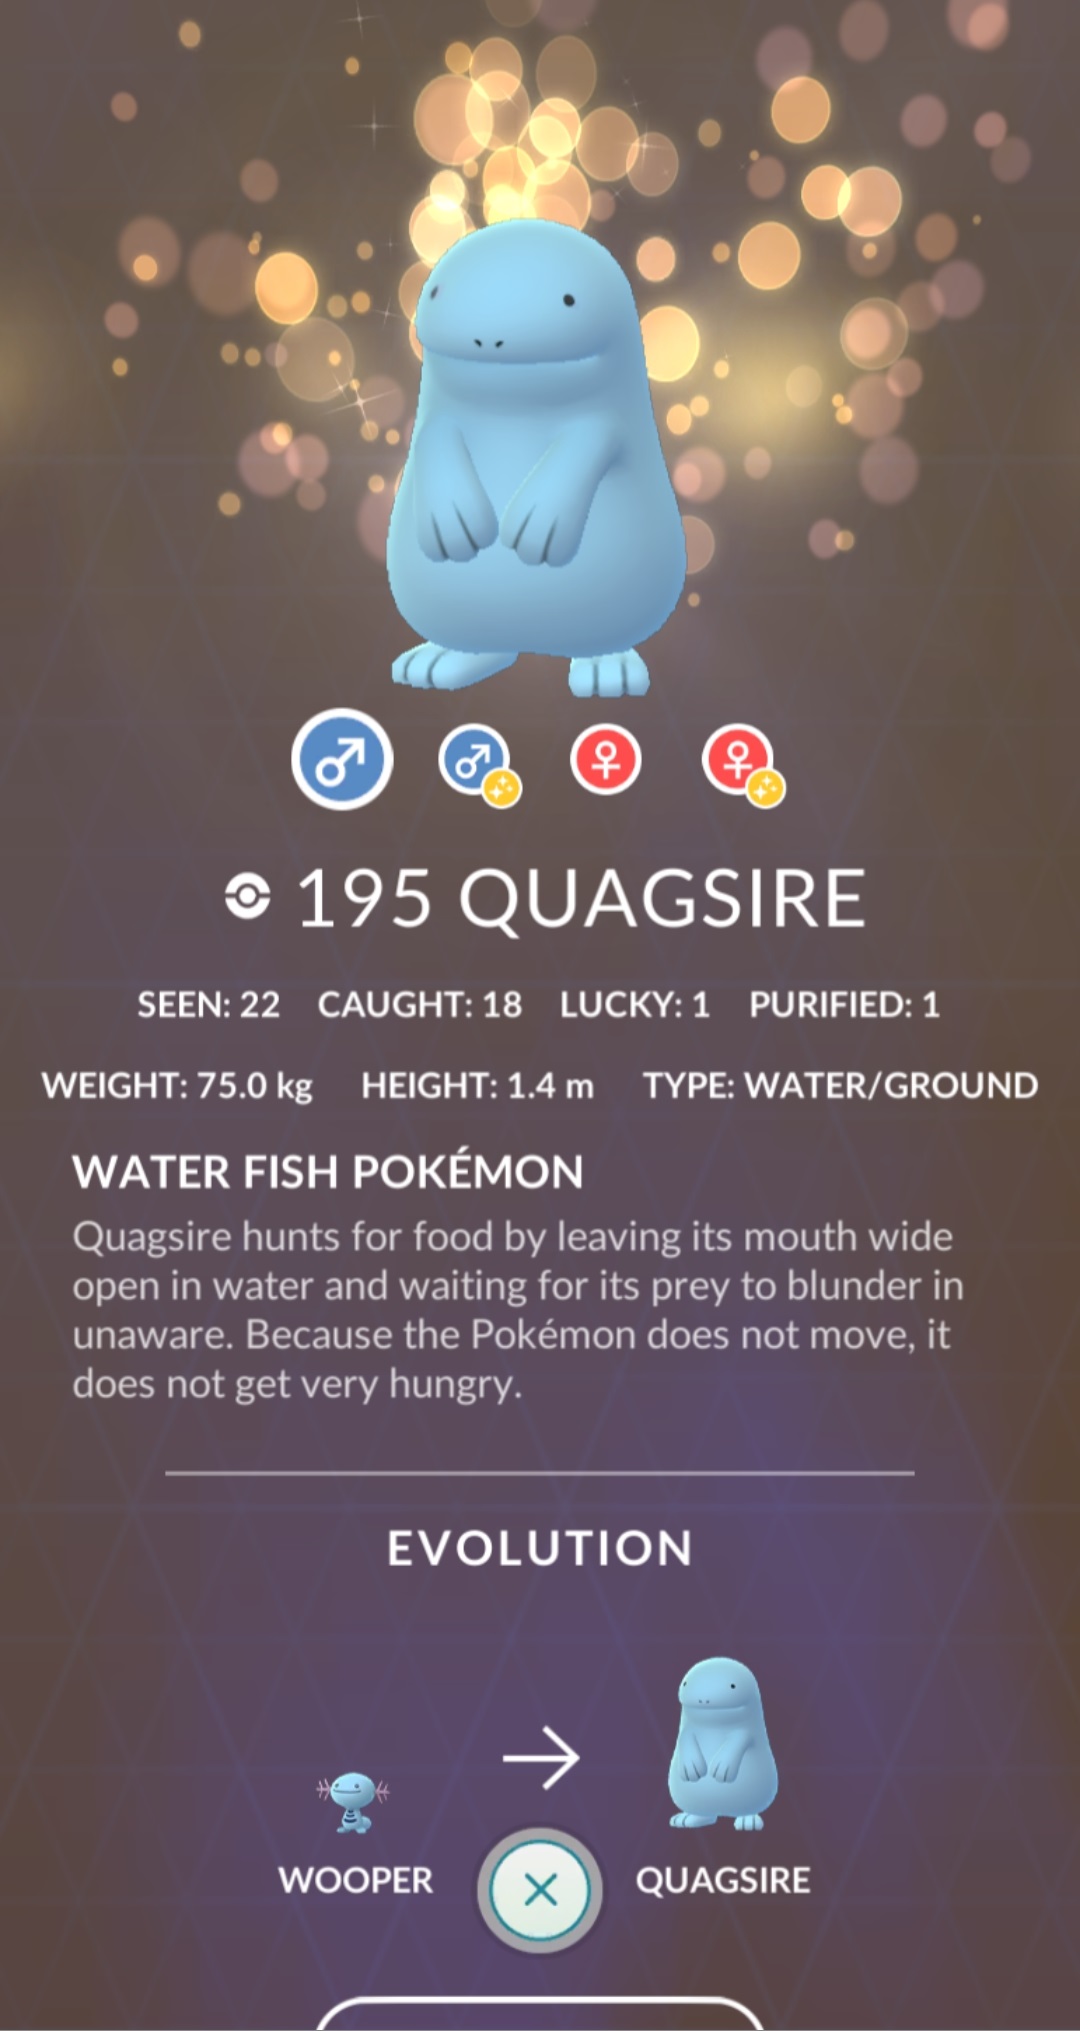 195 QUAGSIRE
SEEN: 22 CAUGHT: 18 LUCKY: 1 PURIFIED: 1
WEIGHT: 75.0 kg HEIGHT: 1.4 m TYPE: WATER/GROUND
WATER FISH POKÉMON
Quagsire hunts for food by leaving its mouth wide
open in water and waiting for its prey to blunder in
unaware. Because the Pokémon does not move, it
does not get very hungry.
EVOLUTION
WOOPER QUAGSIRE